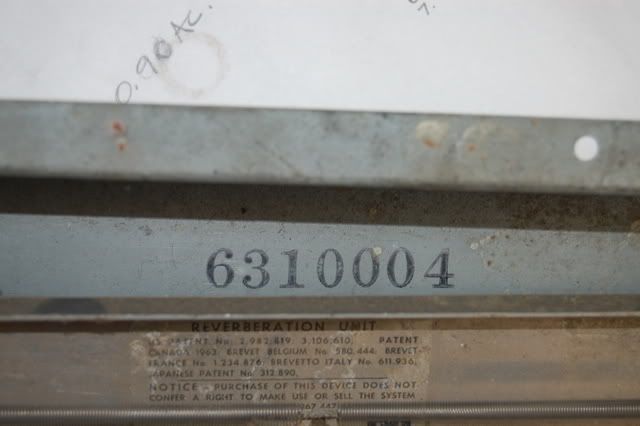 0.90 AC.
6310004
REVERBERATION UNIT
US PATENT No. 2,982,819 3,106,610, PATENT
CANADA 1963, BREVET BELGIUM No 580.444, BREVET
FRANCE No. 1.234.876, BREVETTO ITALY No 611.936,
JAPANESE PATENT No. 312.890,
NOTICE - PURCHASE OF THIS DEVICE DOES NOT
CONFER A RIGHT TO MAKE USE OR SELL THE SYSTEM